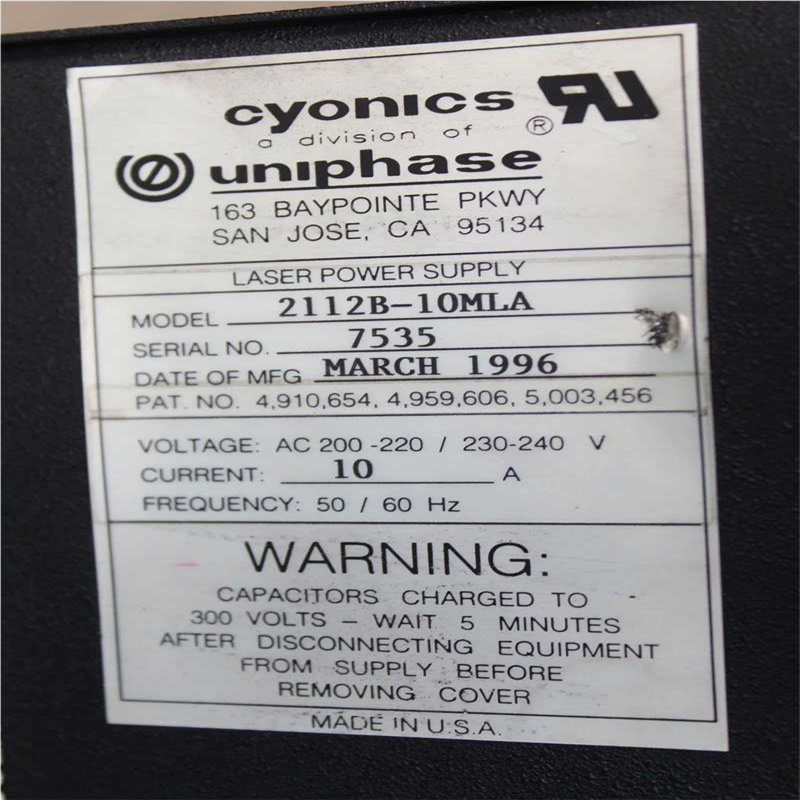 cyonics
a division of
uniphase ®
163 BAYPOINTE PKWY
SAN JOSE, CA 95134
LASER POWER SUPPLY
MODEL 2112B-10MLA
SERIAL NO. 7535
DATE OF MFG MARCH 1996
PAT. NO. 4,910,654, 4,959,606, 5,003,456
VOLTAGE: AC 200-220 / 230-240 V
CURRENT: 10 A
FREQUENCY: 50 / 60 Hz
WARNING:
CAPACITORS CHARGED TO
300 VOLTS - WAIT 5 MINUTES
AFTER DISCONNECTING EQUIPMENT
FROM SUPPLY BEFORE
REMOVING COVER
MADE IN U.S.A.